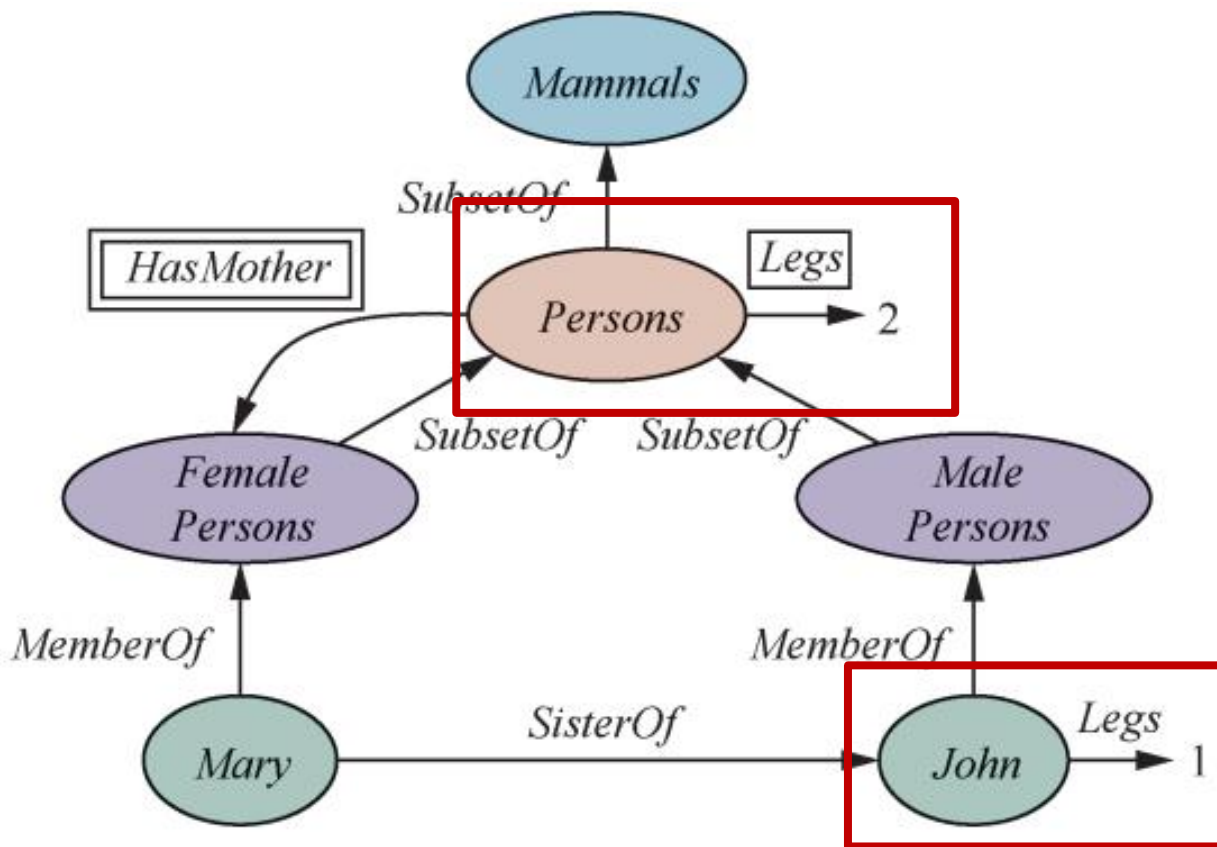 Mammals
SubsetOf
HasMother
Legs
Persons
2
SubsetOf
SubsetOf
Female
Persons
Male
Persons
MemberOf
MemberOf
SisterOf
Legs
Mary
John
1